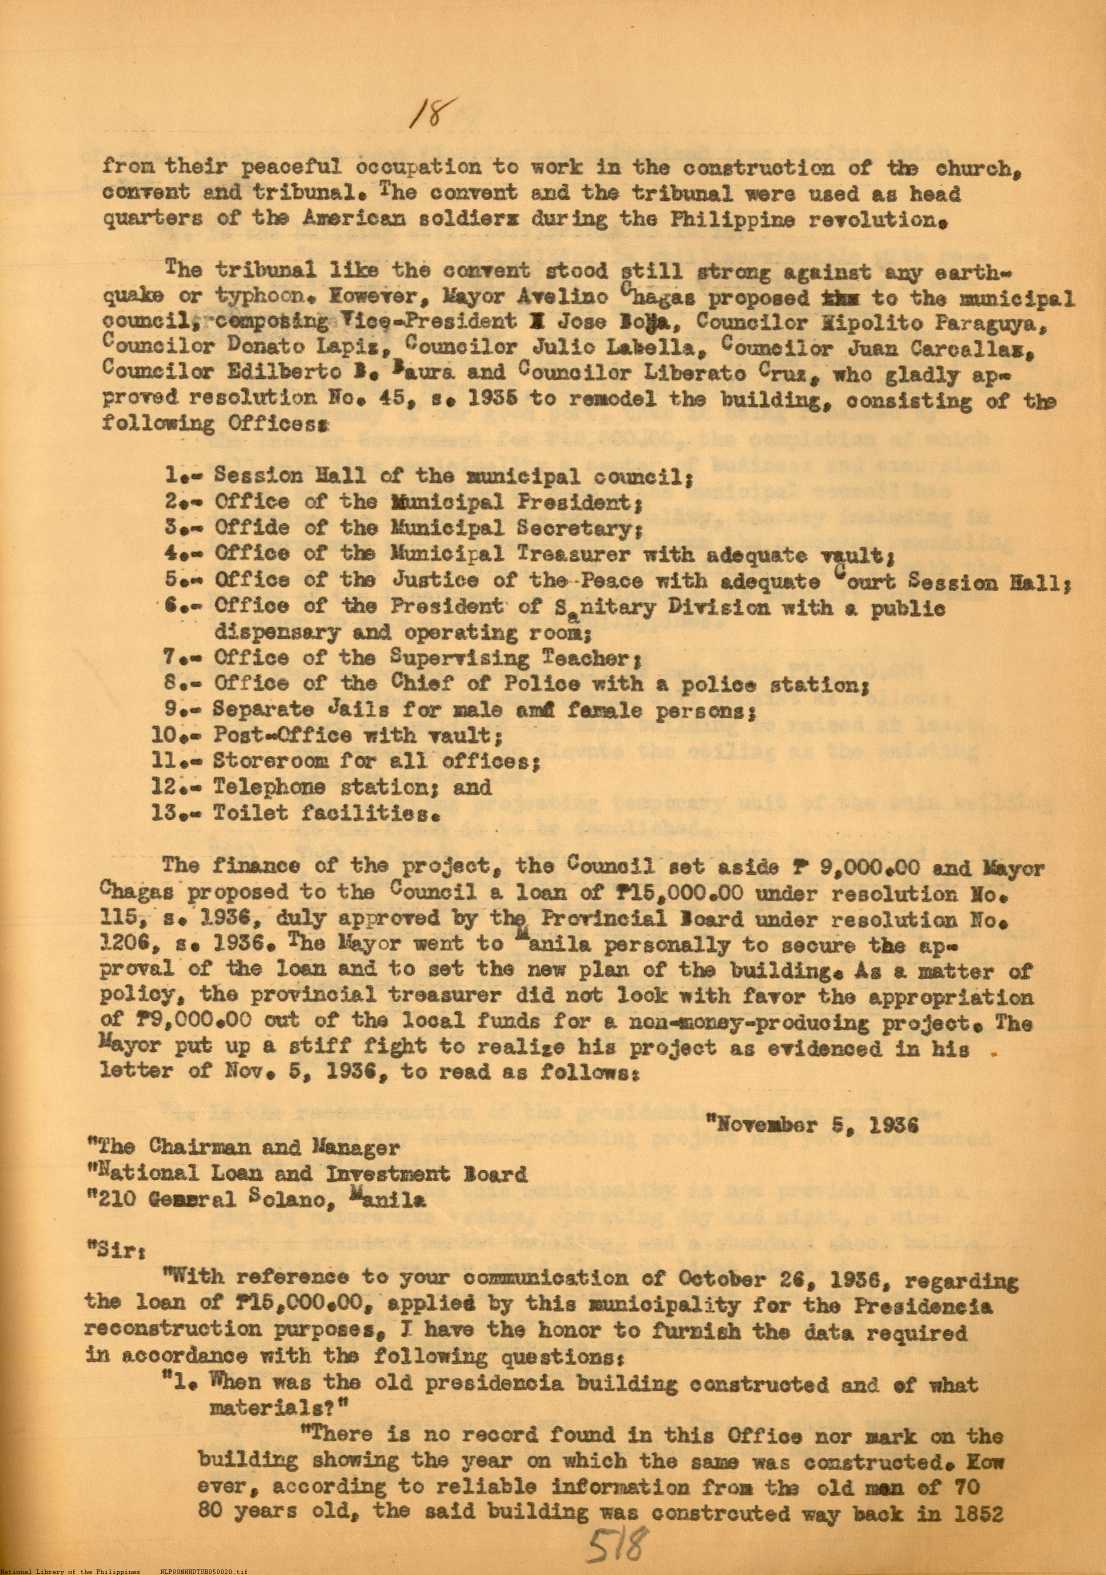 18
from their peaceful occupation to work in the construction of the church,
convent and tribunal. The convent and the tribunal were used as head
quarters of the American soldiers during the Philippine revolution.
The tribunal like the convent stood still strong against any earth-
quake or typhoon. However, Mayor Avelino Chagas proposed to the municipal
council, composing Vice-President Jose Boya, Councilor Hipolito Paraguya,
Councilor Donato Lapiz, Councilor Julio Labella, Councilor Juan Carcallas,
Councilor Edilberto B. Baura and Councilor Liberato Cruz, who gladly ap-
proved resolution No. 45, s. 1935 to remodel the building, consisting of the
following Offices:
1.- Session Hall of the municipal council;
2.- Office of the Municipal President;
3.- Offide of the Municipal Secretary;
4.- Office of the Municipal Treasurer with adequate vault;
5.- Office of the Justice of the Peace with adequate Court Session Hall;
6.- Office of the President of Sanitary Division with a public
dispensary and operating room;
7.- Office of the Supervising Teacher;
8.- Office of the Chief of Police with a police station;
9.- Separate Jails for male and female persons;
10.- Post-Office with vault;
11.- Storeroom for all offices;
12.- Telephone station; and
13.- Toilet facilities.
The finance of the project, the Council set aside ₱ 9,000.00 and Mayor
Chagas proposed to the Council a loan of ₱15,000.00 under resolution No.
115, s. 1936, duly approved by the Provincial Board under resolution No.
1206, s. 1936. The Mayor went to Manila personally to secure the ap-
proval of the loan and to set the new plan of the building. As a matter of
policy, the provincial treasurer did not look with favor the appropriation
of ₱9,000.00 out of the local funds for a non-money-producing project. The
Mayor put up a stiff fight to realize his project as evidenced in his
letter of Nov. 5, 1936, to read as follows:
"November 5, 1936
"The Chairman and Manager
"National Loan and Investment Board
"210 General Solano, Manila
"Sir:
"With reference to your communication of October 26, 1936, regarding
the loan of ₱15,000.00, applied by this municipality for the Presidencia
reconstruction purposes, I have the honor to furnish the data required
in accordance with the following questions:
"1. When was the old presidencia building constructed and of what
materials?"
"There is no record found in this Office nor mark on the
building showing the year on which the same was constructed. How
ever, according to reliable information from the old men of 70
80 years old, the said building was constrcuted way back in 1852
518
National Library of the Philippines NLPOOMNHDTUB050020.tif